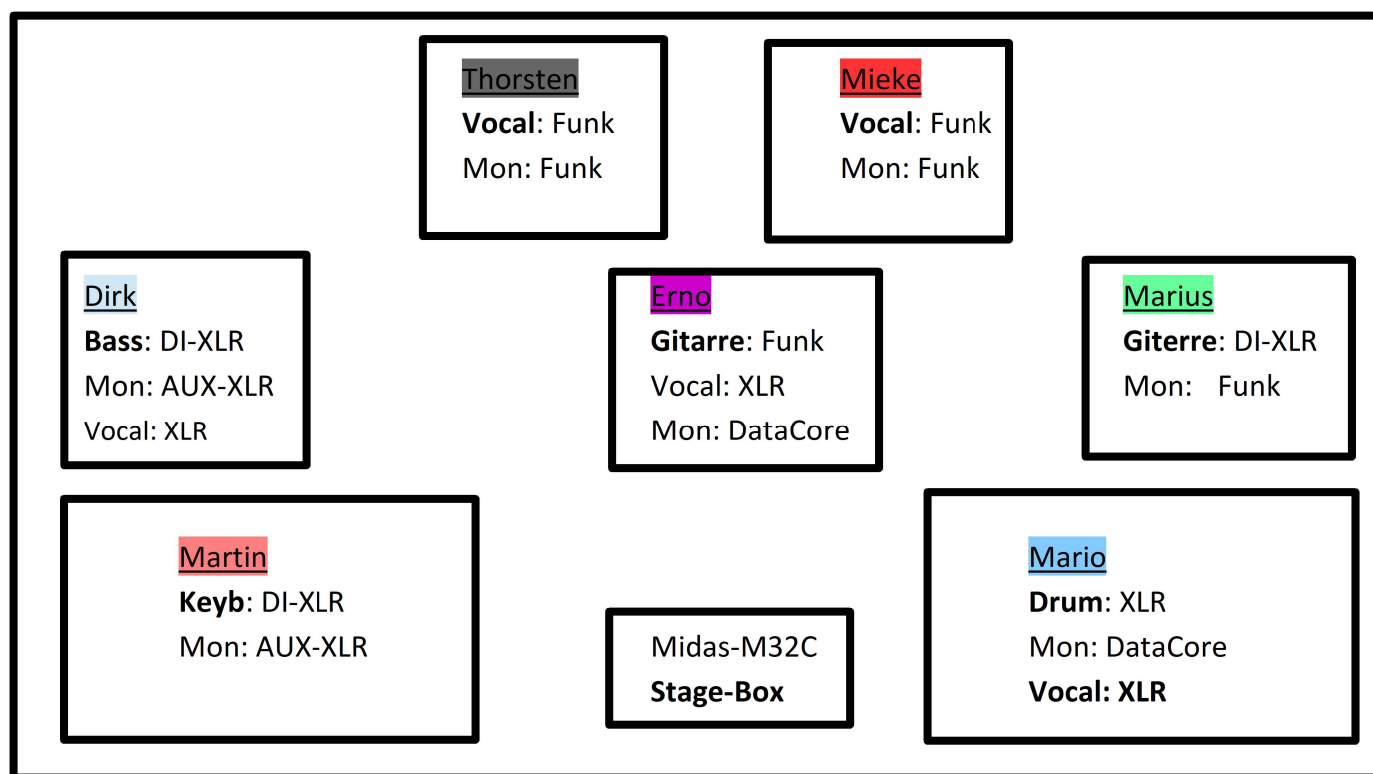 Thorsten
Vocal: Funk
Mon: Funk
Mieke
Vocal: Funk
Mon: Funk
Dirk
Bass: DI-XLR
Mon: AUX-XLR
Vocal: XLR
Erno
Gitarre: Funk
Vocal: XLR
Mon: DataCore
Marius
Giterre: DI-XLR
Mon: Funk
Martin
Keyb: DI-XLR
Mon: AUX-XLR
Midas-M32C
Stage-Box
Mario
Drum: XLR
Mon: DataCore
Vocal: XLR